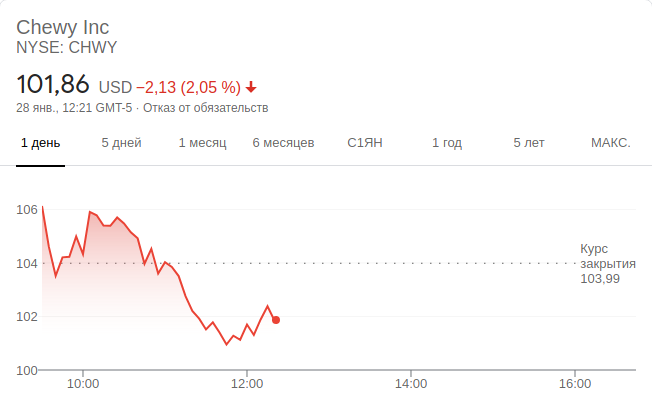 Chewy Inc
NYSE: CHWY
101,86 USD −2,13 (2,05 %)
28 янв., 12:21 GMT-5 · Отказ от обязательств
1 день 5 дней 1 месяц 6 месяцев С1ЯН 1 год 5 лет МАКС.
106
104
102
100
Курс
закрытия
103,99
10:00 12:00 14:00 16:00